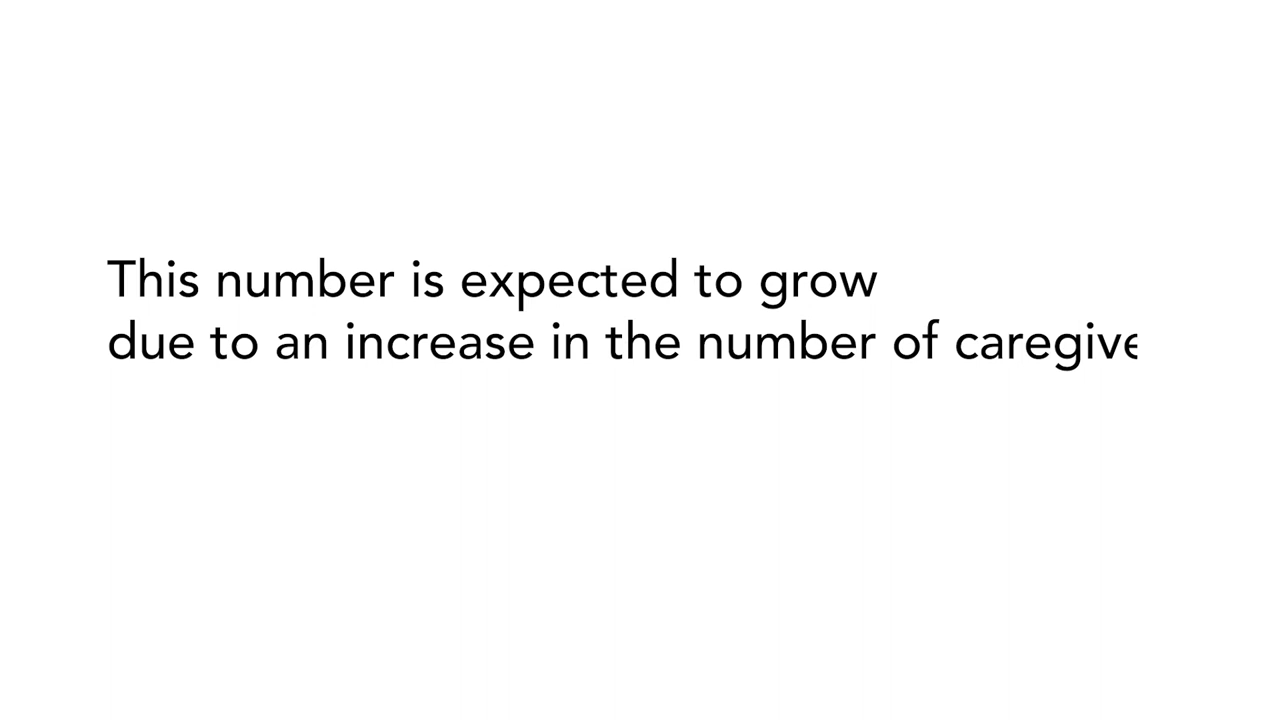 This number is expected to grow
due to an increase in the number of caregive